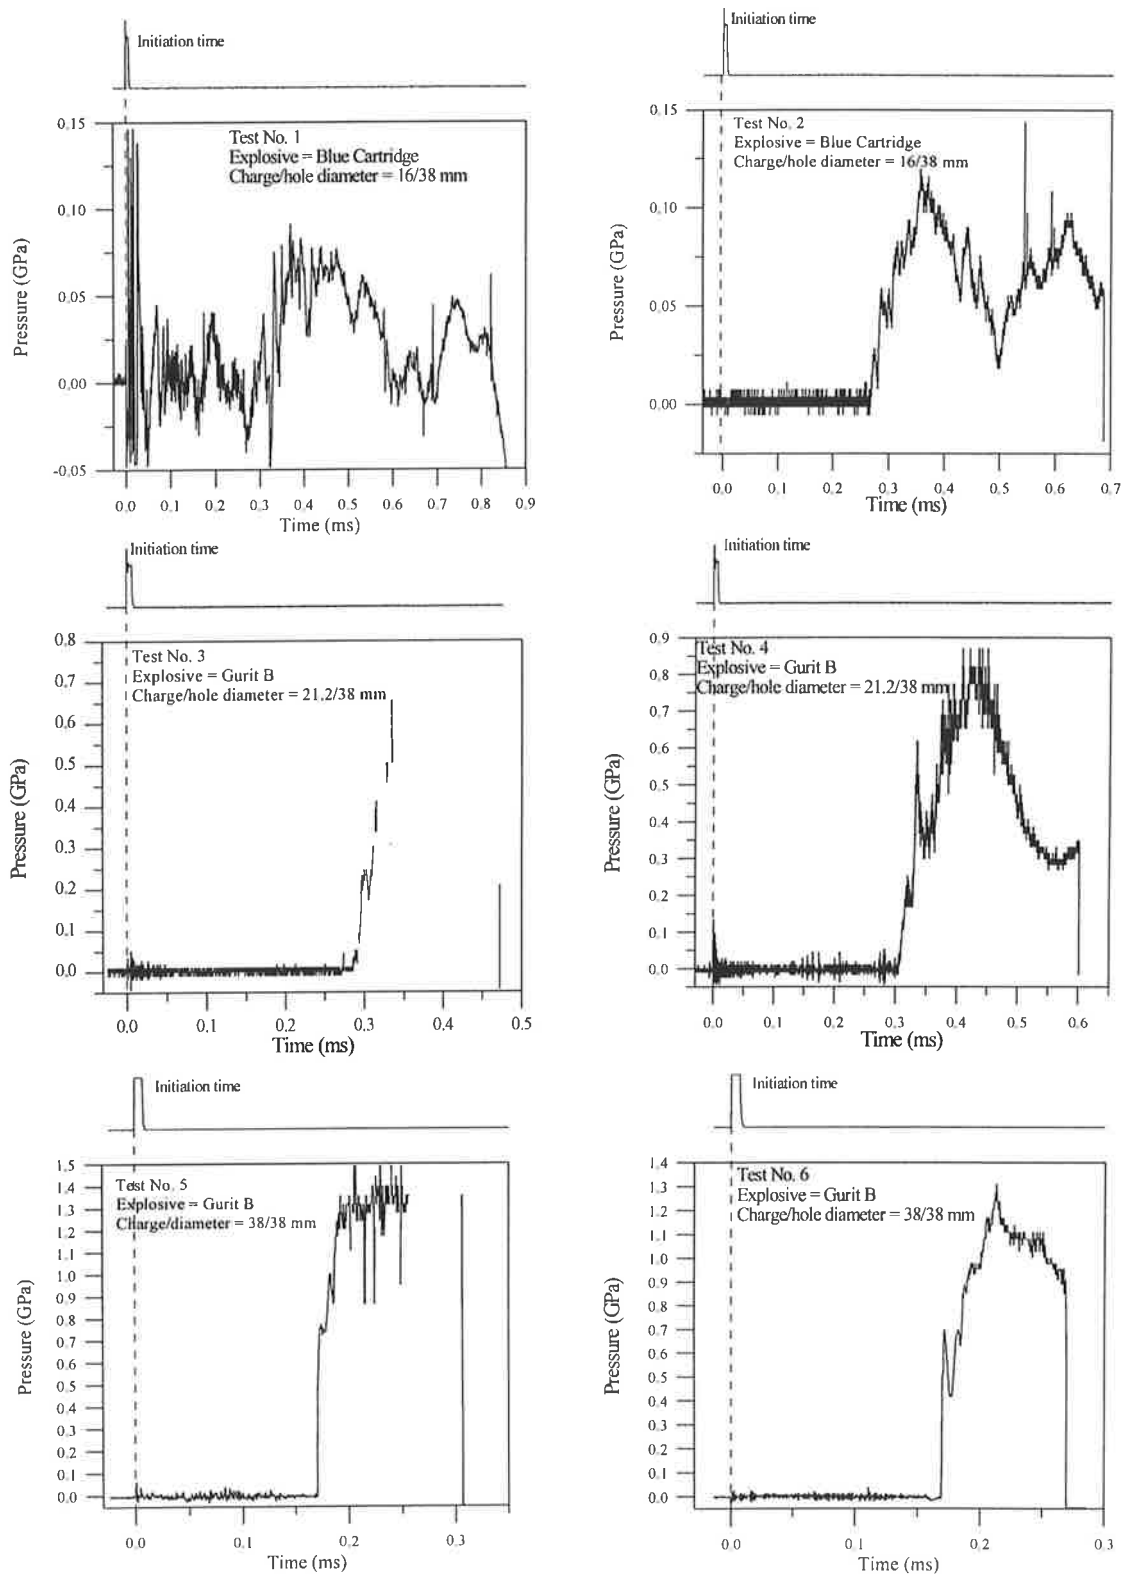 Initiation time
0.15
0.10
0.05
0.00
-0.05
Pressure (GPa)
Test No. 1
Explosive = Blue Cartridge
Charge/hole diameter = 16/38 mm
0.0 0.1 0.2 0.3 0.4 0.5 0.6 0.7 0.8 0.9
Time (ms)
Initiation time
0.15
0.10
0.05
0.00
Pressure (GPa)
Test No. 2
Explosive = Blue Cartridge
Charge/hole diameter = 16/38 mm
0.0 0.1 0.2 0.3 0.4 0.5 0.6 0.7
Time (ms)
Initiation time
0.8
0.7
0.6
0.5
0.4
0.3
0.2
0.1
0.0
Pressure (GPa)
Test No. 3
Explosive = Gurit B
Charge/hole diameter = 21.2/38 mm
0.0 0.1 0.2 0.3 0.4 0.5
Time (ms)
Initiation time
0.9
0.8
0.7
0.6
0.5
0.4
0.3
0.2
0.1
0.0
Pressure (GPa)
Test No. 4
Explosive = Gurit B
Charge/hole diameter = 21.2/38 mm
0.0 0.1 0.2 0.3 0.4 0.5 0.6
Time (ms)
Initiation time
1.5
1.4
1.3
1.2
1.1
1.0
0.9
0.8
0.7
0.6
0.5
0.4
0.3
0.2
0.1
0.0
Pressure (GPa)
Test No. 5
Explosive = Gurit B
Charge/diameter = 38/38 mm
0.0 0.1 0.2 0.3
Time (ms)
Initiation time
1.4
1.3
1.2
1.1
1.0
0.9
0.8
0.7
0.6
0.5
0.4
0.3
0.2
0.1
0.0
Pressure (GPa)
Test No. 6
Explosive = Gurit B
Charge/hole diameter = 38/38 mm
0.0 0.1 0.2 0.3
Time (ms)